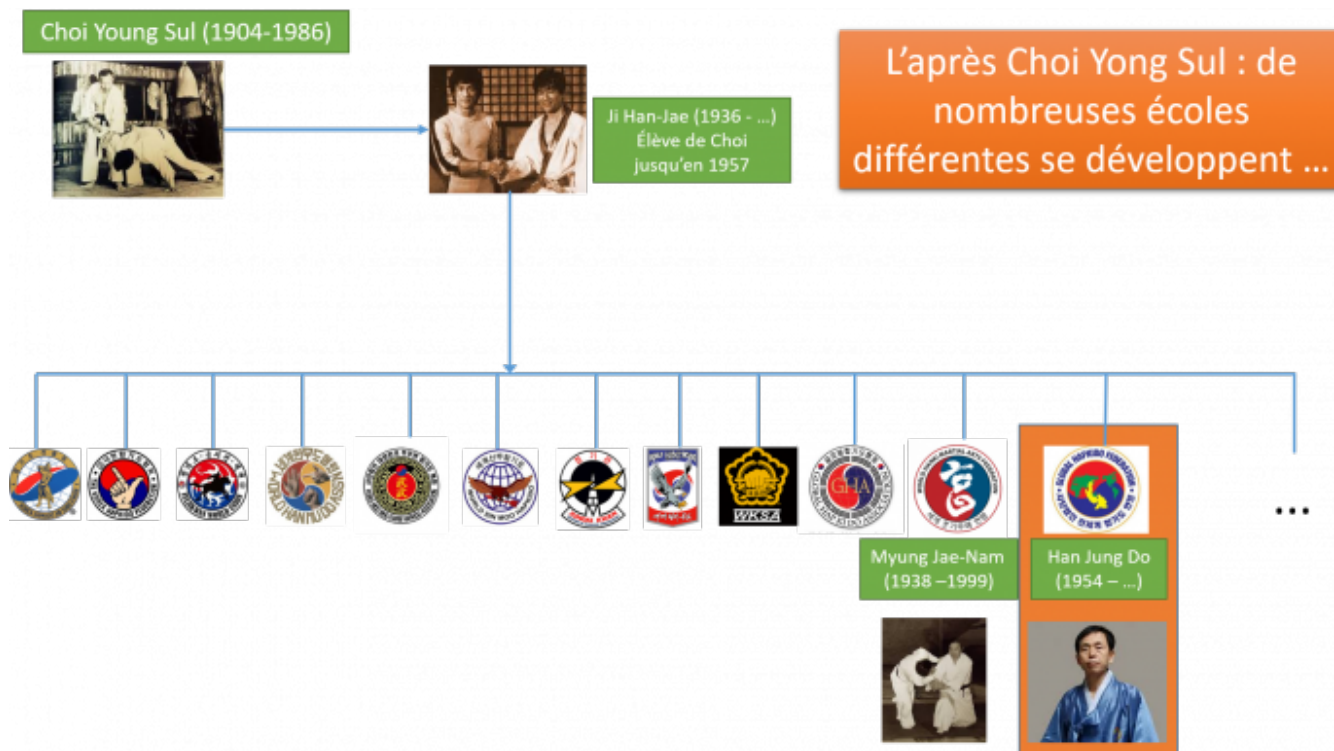 Choi Young Sul (1904-1986)
L'après Choi Yong Sul : de
nombreuses écoles
différentes se développent ...
Ji Han-Jae (1936 - ...)
Élève de Choi
jusqu'en 1957
GHA
WKSA
GLOBAL HAPKIDO FEDERATION
...
Myung Jae-Nam
(1938 –1999)
Han Jung Do
(1954 – ...)